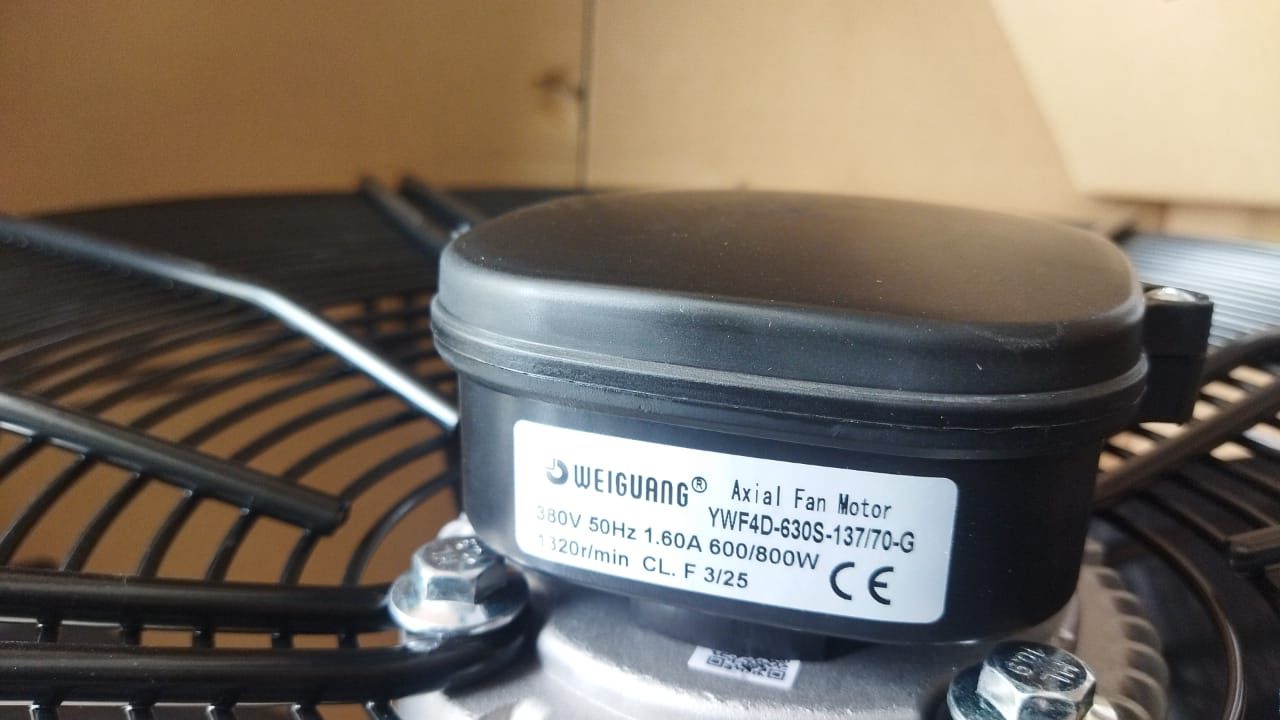 WEIGUANG® Axial Fan Motor
YWF4D-630S-137/70-G
380V 50Hz 1.60A 600/800W
1320r/min CL. F 3/25
CE